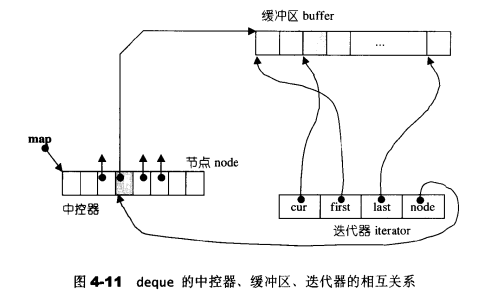 缓冲区 buffer
...
map
节点 node
中控器
cur first last node
迭代器 iterator
图 4-11 deque 的中控器、缓冲区、迭代器的相互关系